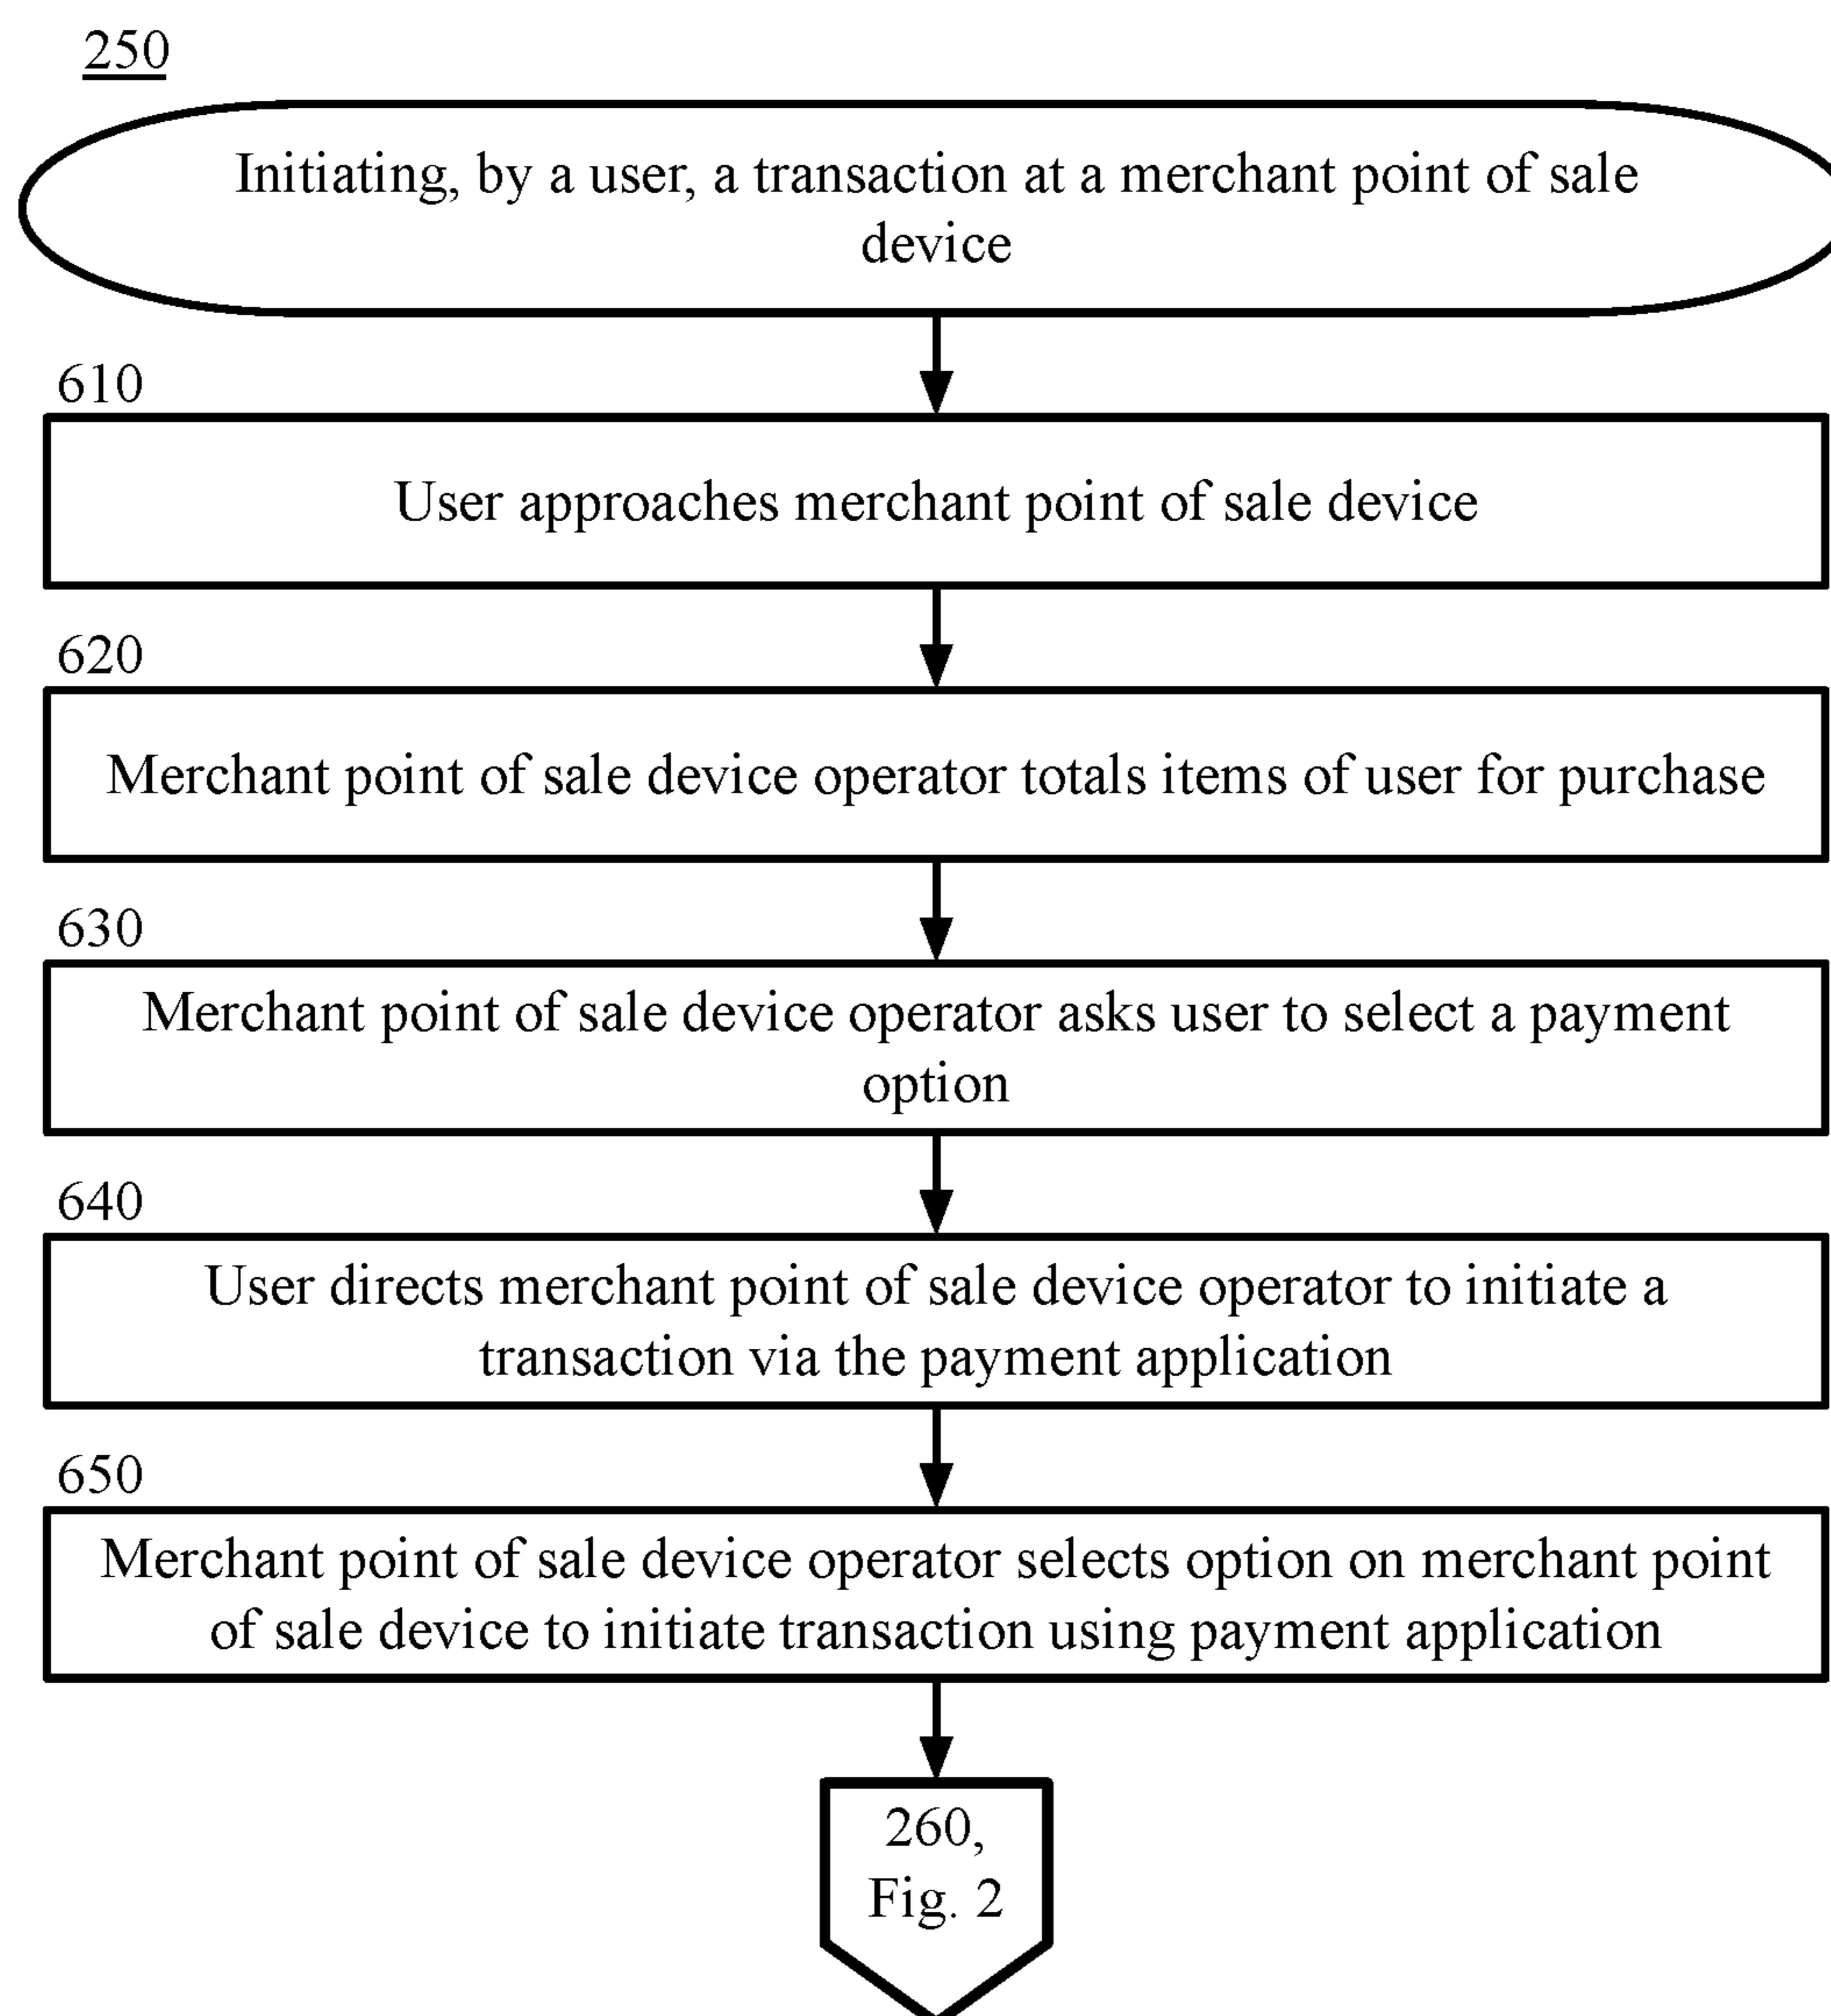 250
Initiating, by a user, a transaction at a merchant point of sale
device
610
User approaches merchant point of sale device
620
Merchant point of sale device operator totals items of user for purchase
630
Merchant point of sale device operator asks user to select a payment
option
640
User directs merchant point of sale device operator to initiate a
transaction via the payment application
650
Merchant point of sale device operator selects option on merchant point
of sale device to initiate transaction using payment application
260,
Fig. 2